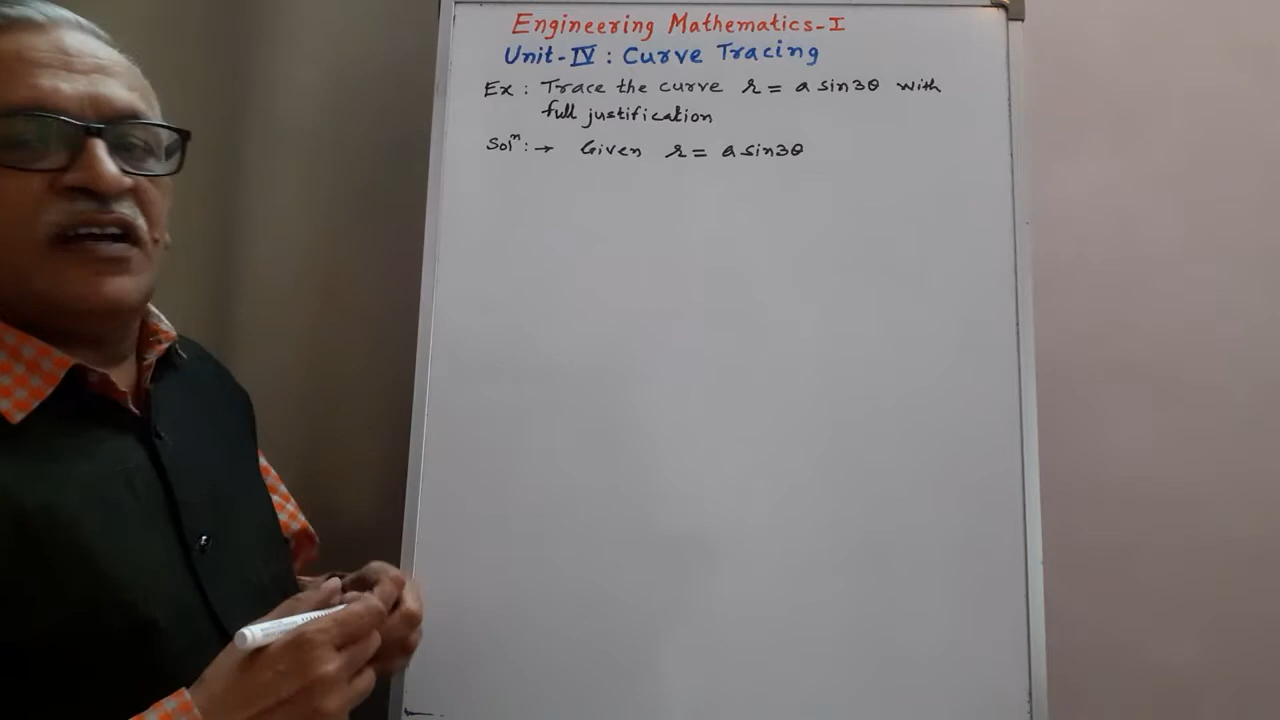 Engineering Mathematics-I
Unit-IV : Curve Tracing
Ex : Trace the curve r = a sin3θ with
full justification
Solⁿ :→ Given r = a sin3θ